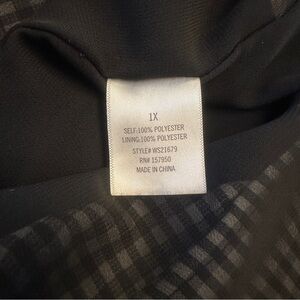 1X
SELF:100% POLYESTER
LINING:100% POLYESTER
STYLE# WS21679
RN# 157950
MADE IN CHINA